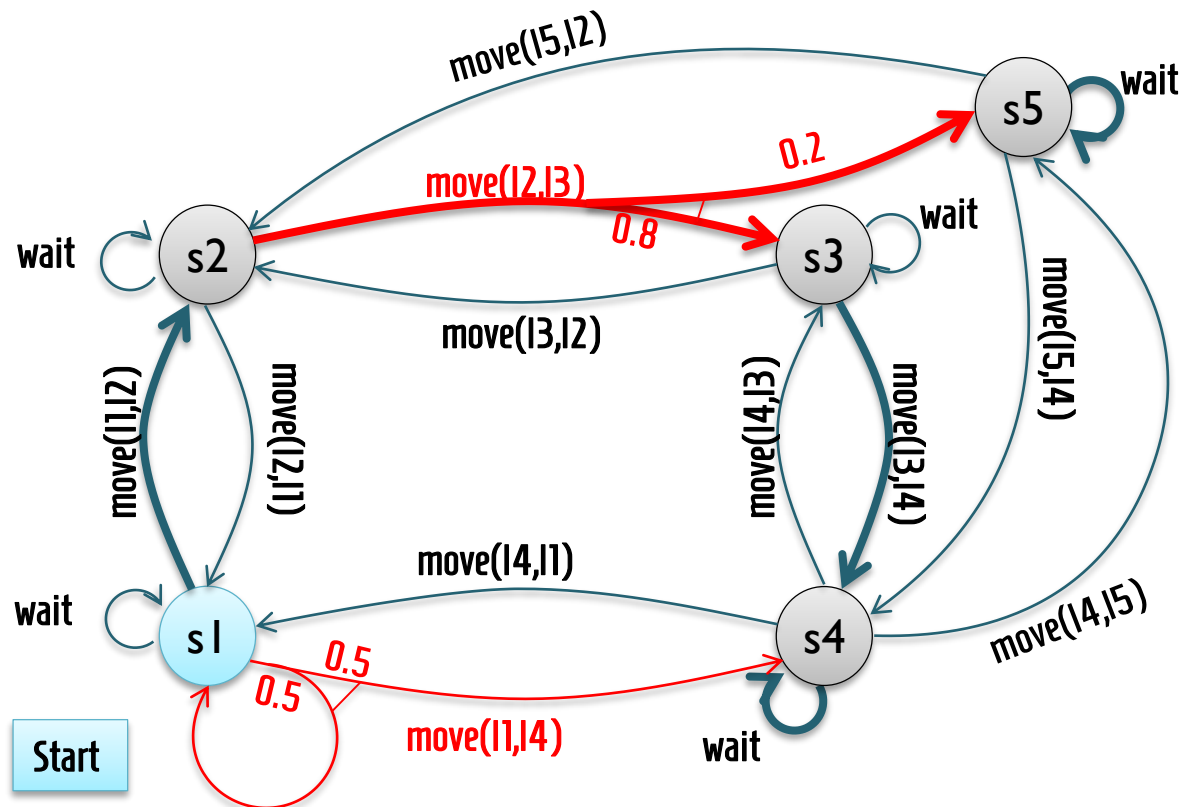 move(l5,l2)
wait
s5
0.2
move(l2,l3)
0.8
wait
s2
s3
wait
move(l3,l2)
move(l5,l4)
move(l1,l2)
move(l2,l1)
move(l4,l3)
move(l3,l4)
move(l4,l1)
wait
s1
s4
move(l4,l5)
0.5
0.5
move(l1,l4)
wait
Start